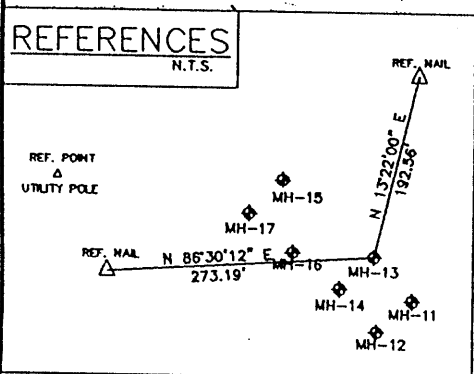 REFERENCES
N.T.S.
REF. NAIL
N 13°22'00" E
192.56'
REF. POINT
UTILITY POLE
MH-15
MH-17
REF. NAIL
N 86°30'12" E
273.19'
MH-16
MH-13
MH-14
MH-11
MH-12